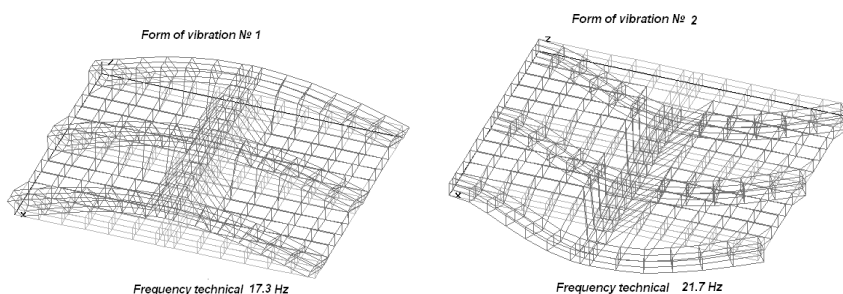 Form of vibration № 1
Form of vibration № 2
z
x
x
Frequency technical 17.3 Hz
Frequency technical 21.7 Hz